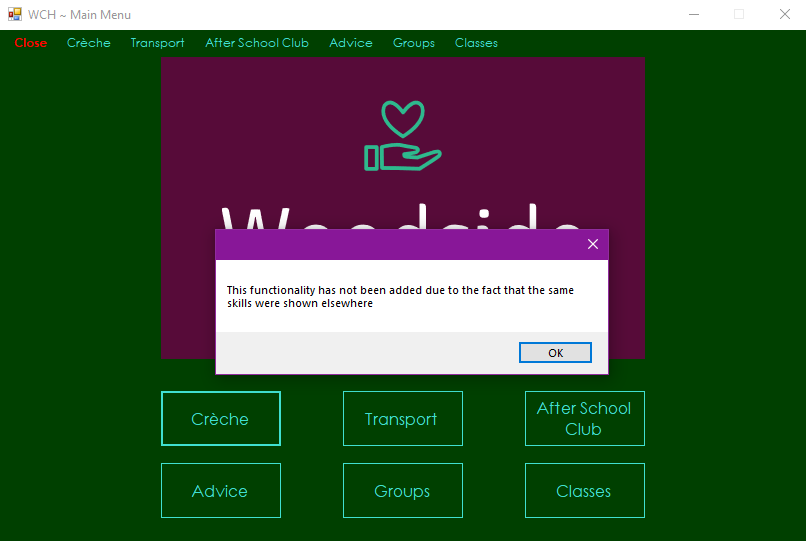 WCH ~ Main Menu
Close Crèche Transport After School Club Advice Groups Classes
Woodside
This functionality has not been added due to the fact that the same
skills were shown elsewhere
OK
Crèche Transport After School
Club
Advice Groups Classes